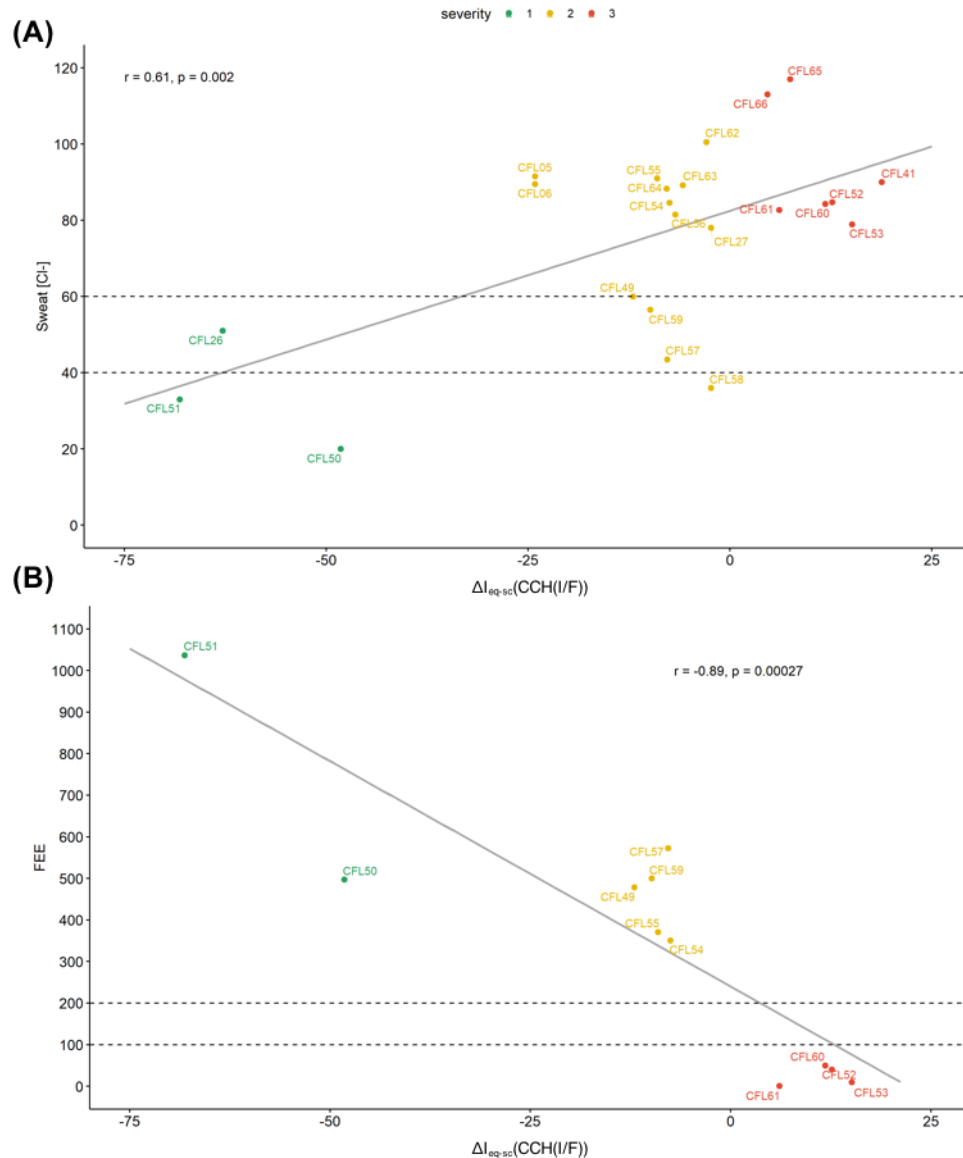 severity 1 2 3
(A)
r = 0.61, p = 0.002
Sweat [Cl-]
120
100
80
60
40
20
0
CFL65
CFL66
CFL62
CFL05
CFL06
CFL55
CFL63
CFL64
CFL54
CFL56
CFL27
CFL41
CFL52
CFL61
CFL60
CFL53
CFL49
CFL59
CFL57
CFL58
CFL26
CFL51
CFL50
-75 -50 -25 0 25
ΔIeq-sc(CCH(I/F))
(B)
r = -0.89, p = 0.00027
FEE
1100
1000
900
800
700
600
500
400
300
200
100
0
CFL51
CFL50
CFL57
CFL59
CFL49
CFL55
CFL54
CFL60
CFL52
CFL61
CFL53
-75 -50 -25 0 25
ΔIeq-sc(CCH(I/F))